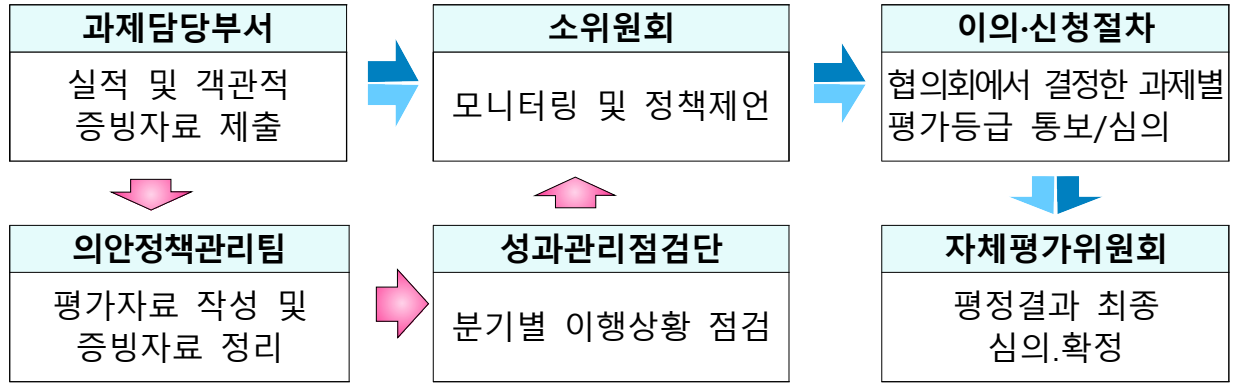 과제담당부서
실적 및 객관적
증빙자료 제출
소위원회
모니터링 및 정책제언
이의·신청절차
협의회에서 결정한 과제별
평가등급 통보/심의
의안정책관리팀
평가자료 작성 및
증빙자료 정리
성과관리점검단
분기별 이행상황 점검
자체평가위원회
평정결과 최종
심의.확정